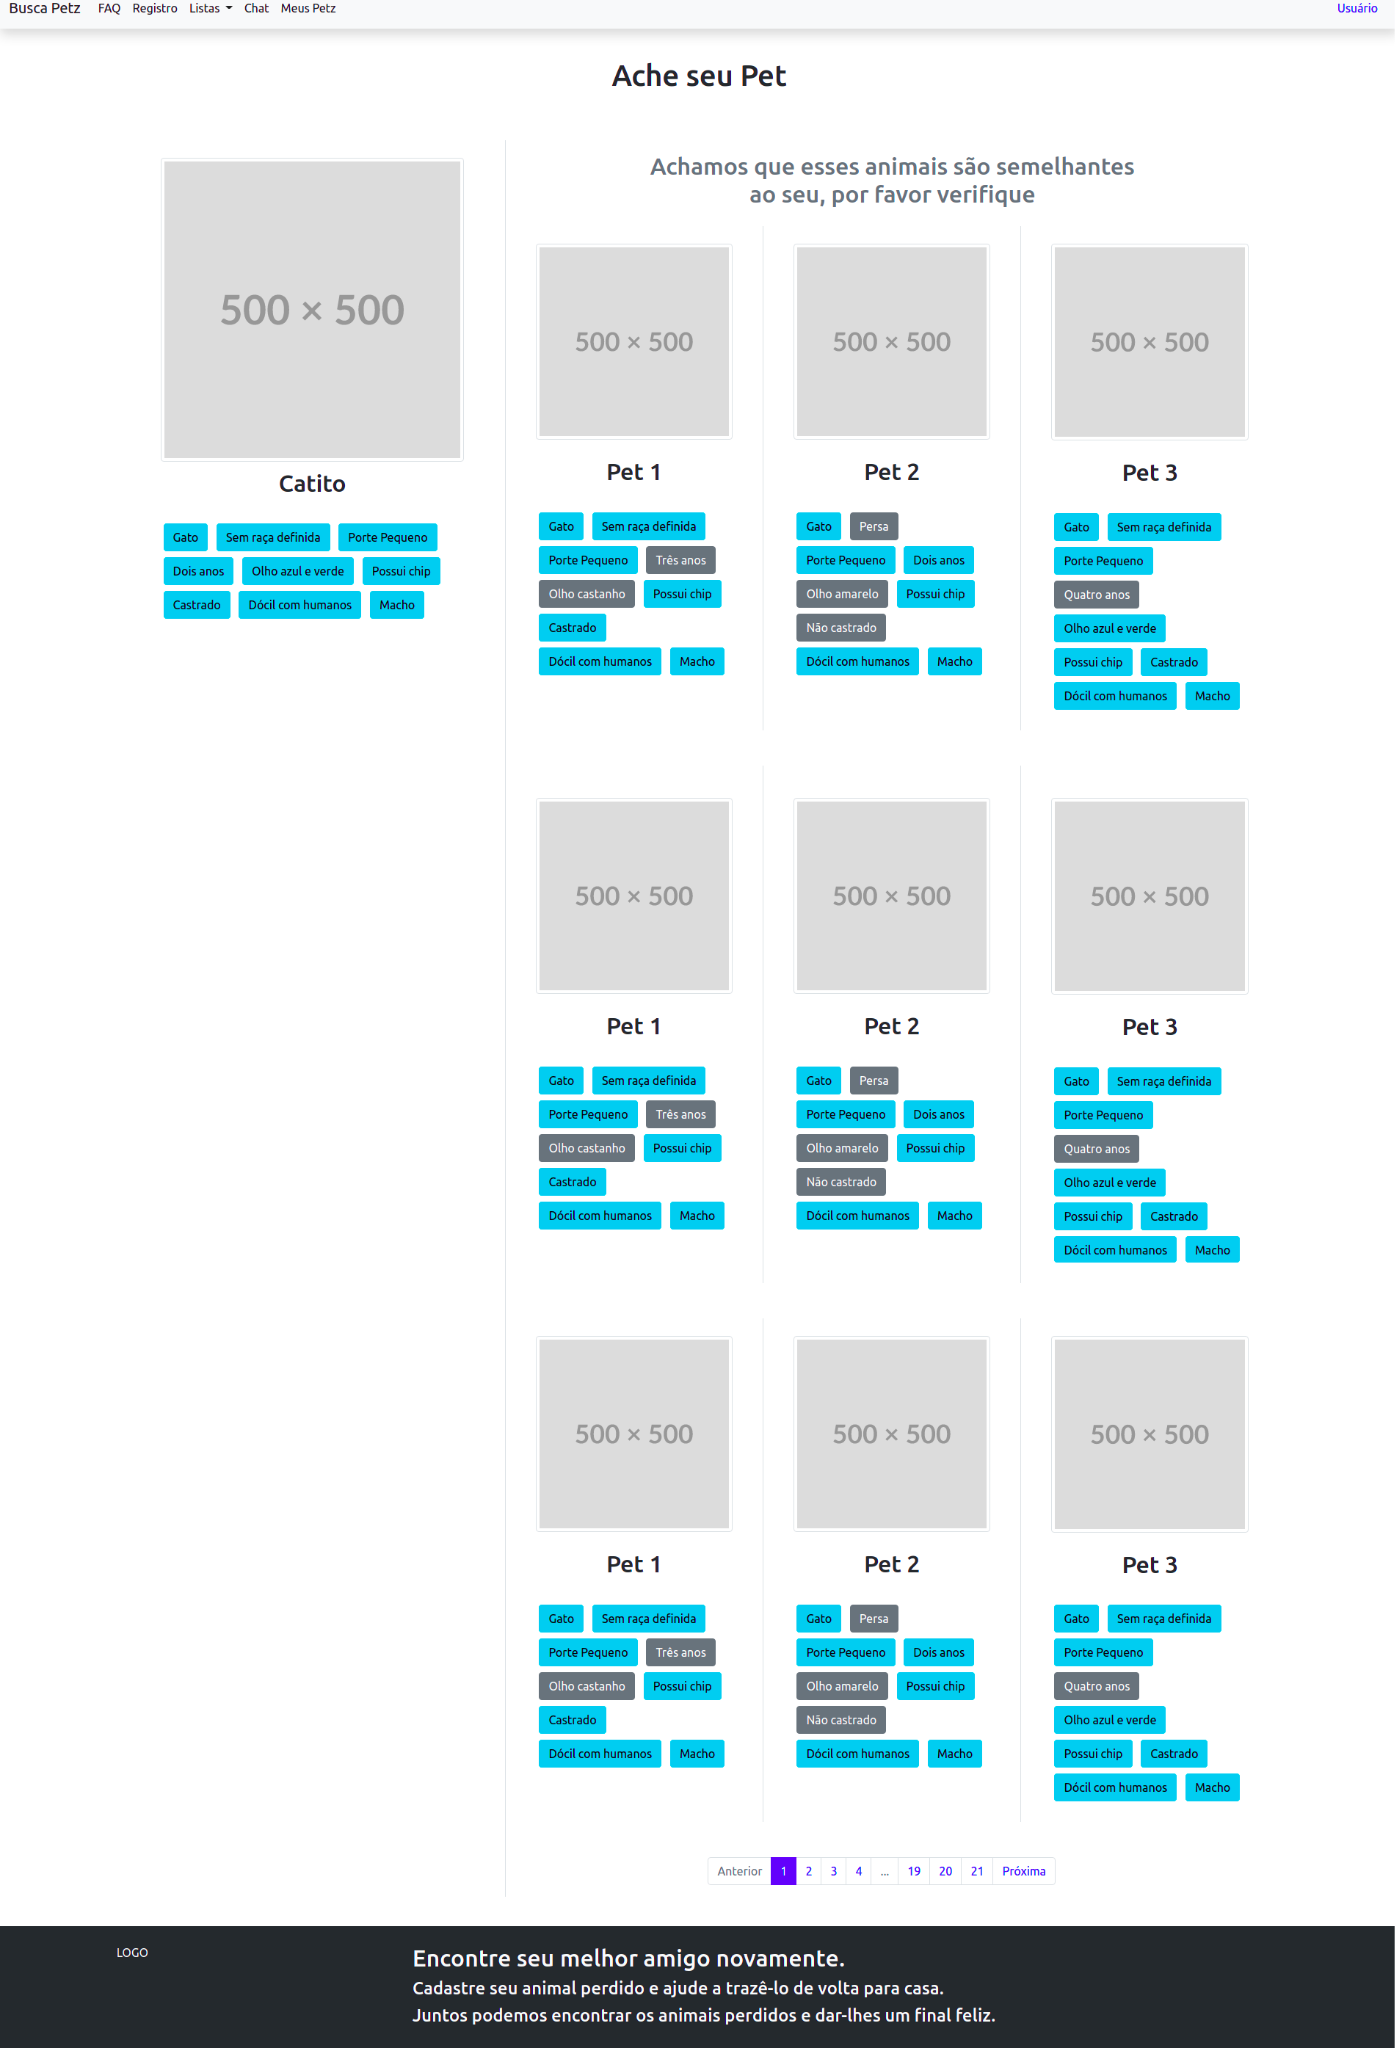 Busca Petz FAQ Registro Listas Chat Meus Petz Usuário
Ache seu Pet
500 × 500
Catito
Gato Sem raça definida Porte Pequeno
Dois anos Olho azul e verde Possui chip
Castrado Dócil com humanos Macho
Achamos que esses animais são semelhantes
ao seu, por favor verifique
500 × 500
Pet 1
Gato Sem raça definida
Porte Pequeno Três anos
Olho castanho Possui chip
Castrado
Dócil com humanos Macho
500 × 500
Pet 2
Gato Persa
Porte Pequeno Dois anos
Olho amarelo Possui chip
Não castrado
Dócil com humanos Macho
500 × 500
Pet 3
Gato Sem raça definida
Porte Pequeno
Quatro anos
Olho azul e verde
Possui chip Castrado
Dócil com humanos Macho
500 × 500
Pet 1
Gato Sem raça definida
Porte Pequeno Três anos
Olho castanho Possui chip
Castrado
Dócil com humanos Macho
500 × 500
Pet 2
Gato Persa
Porte Pequeno Dois anos
Olho amarelo Possui chip
Não castrado
Dócil com humanos Macho
500 × 500
Pet 3
Gato Sem raça definida
Porte Pequeno
Quatro anos
Olho azul e verde
Possui chip Castrado
Dócil com humanos Macho
500 × 500
Pet 1
Gato Sem raça definida
Porte Pequeno Três anos
Olho castanho Possui chip
Castrado
Dócil com humanos Macho
500 × 500
Pet 2
Gato Persa
Porte Pequeno Dois anos
Olho amarelo Possui chip
Não castrado
Dócil com humanos Macho
500 × 500
Pet 3
Gato Sem raça definida
Porte Pequeno
Quatro anos
Olho azul e verde
Possui chip Castrado
Dócil com humanos Macho
Anterior 1 2 3 4 ... 19 20 21 Próxima
LOGO
Encontre seu melhor amigo novamente.
Cadastre seu animal perdido e ajude a trazê-lo de volta para casa.
Juntos podemos encontrar os animais perdidos e dar-lhes um final feliz.